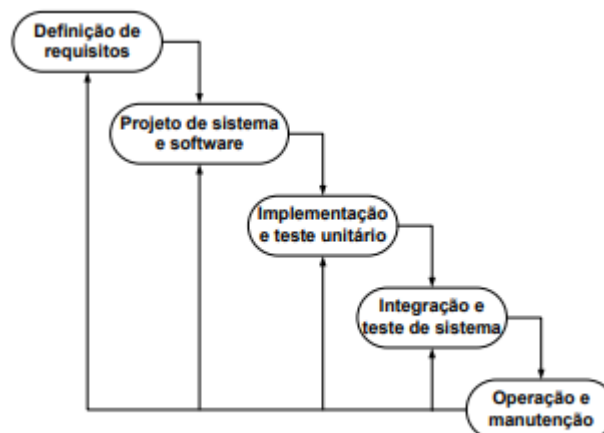 Definição de
requisitos
Projeto de sistema
e software
Implementação
e teste unitário
Integração e
teste de sistema
Operação e
manutenção